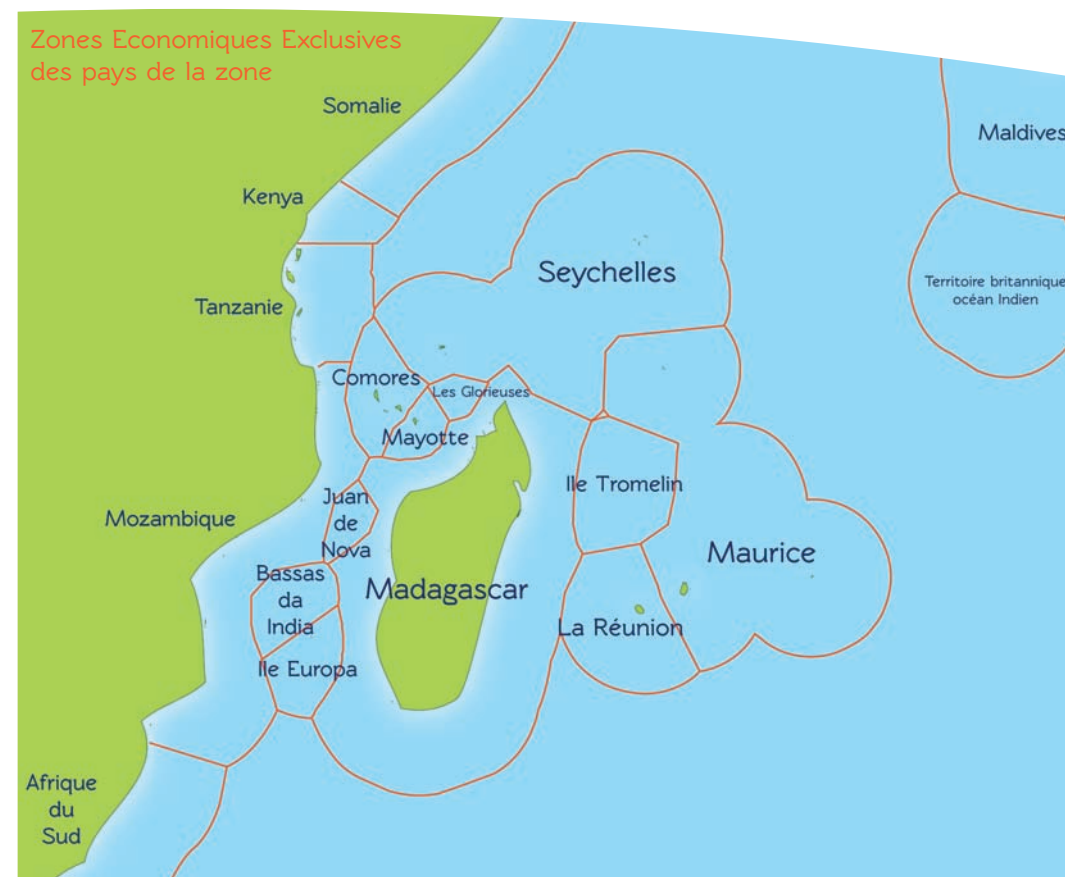 Zones Economiques Exclusives
des pays de la zone
Somalie
Maldives
Kenya
Seychelles
Territoire britannique
océan Indien
Tanzanie
Comores
Les Glorieuses
Mayotte
Ile Tromelin
Juan
de
Nova
Mozambique
Maurice
Bassas
da
India
Madagascar
La Réunion
Ile Europa
Afrique
du
Sud